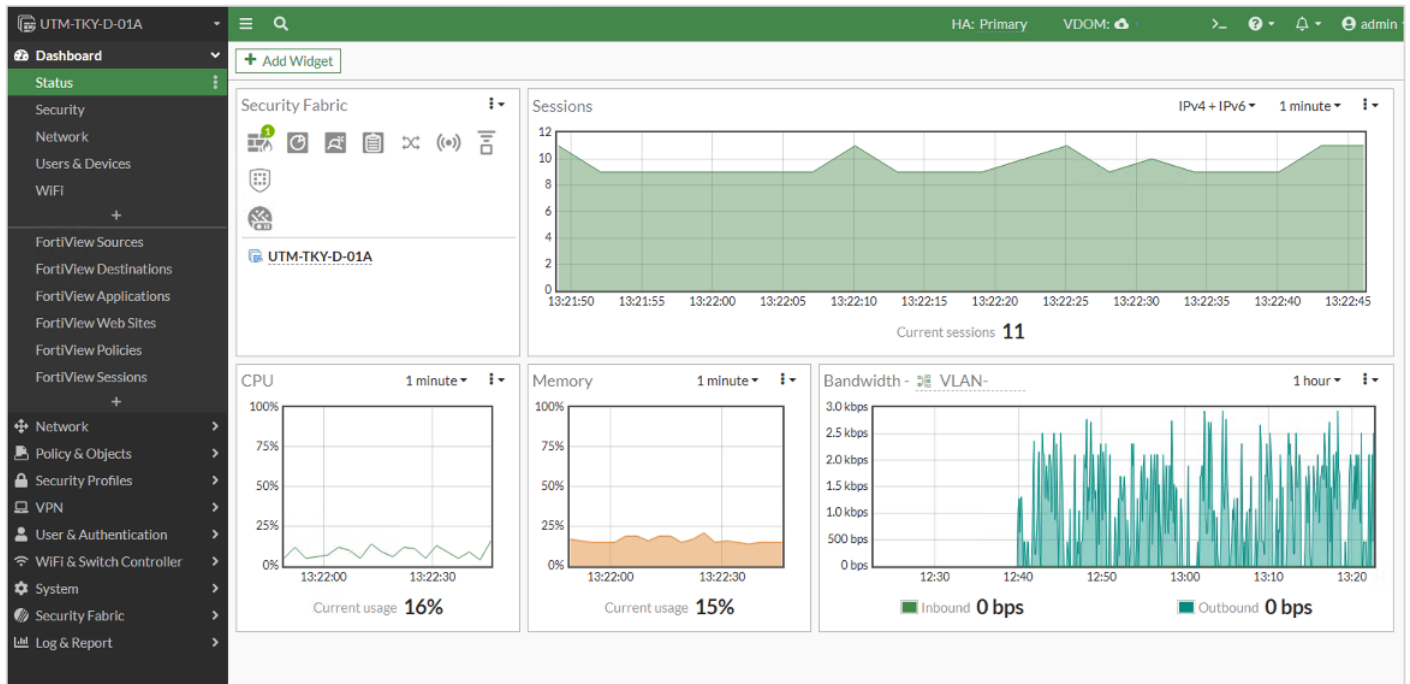 UTM-TKY-D-01A
HA: Primary
VDOM:
>_
admin
Dashboard
Status
Security
Network
Users & Devices
WiFi
+
FortiView Sources
FortiView Destinations
FortiView Applications
FortiView Web Sites
FortiView Policies
FortiView Sessions
+
Network
Policy & Objects
Security Profiles
VPN
User & Authentication
WiFi & Switch Controller
System
Security Fabric
Log & Report
+ Add Widget
Security Fabric
1
UTM-TKY-D-01A
Sessions
IPv4 + IPv6
1 minute
12
10
8
6
4
2
0
13:21:50 13:21:55 13:22:00 13:22:05 13:22:10 13:22:15 13:22:20 13:22:25 13:22:30 13:22:35 13:22:40 13:22:45
Current sessions 11
CPU
1 minute
100%
75%
50%
25%
0%
13:22:00 13:22:30
Current usage 16%
Memory
1 minute
100%
75%
50%
25%
0%
13:22:00 13:22:30
Current usage 15%
Bandwidth - VLAN-
1 hour
3.0 kbps
2.5 kbps
2.0 kbps
1.5 kbps
1.0 kbps
500 bps
0 bps
12:30 12:40 12:50 13:00 13:10 13:20
Inbound 0 bps
Outbound 0 bps